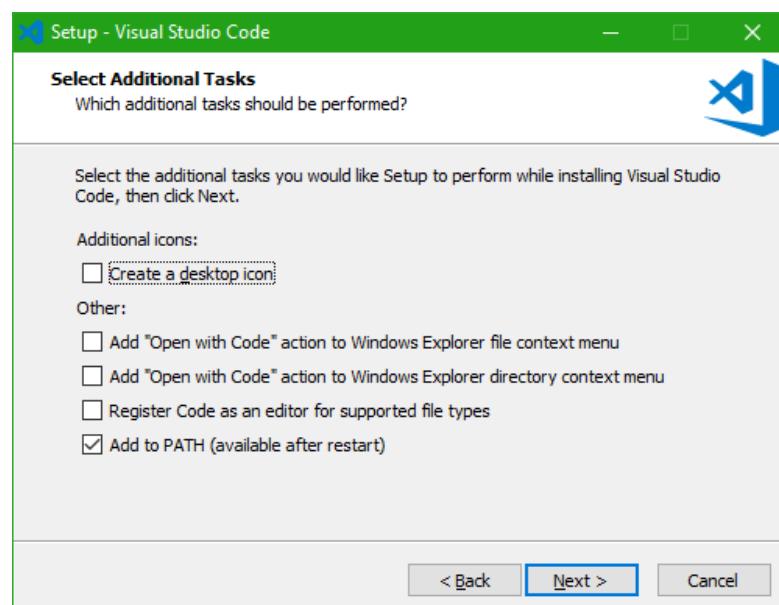 Setup - Visual Studio Code
Select Additional Tasks
Which additional tasks should be performed?
Select the additional tasks you would like Setup to perform while installing Visual Studio
Code, then click Next.
Additional icons:
Create a desktop icon
Other:
Add "Open with Code" action to Windows Explorer file context menu
Add "Open with Code" action to Windows Explorer directory context menu
Register Code as an editor for supported file types
Add to PATH (available after restart)
< Back Next > Cancel